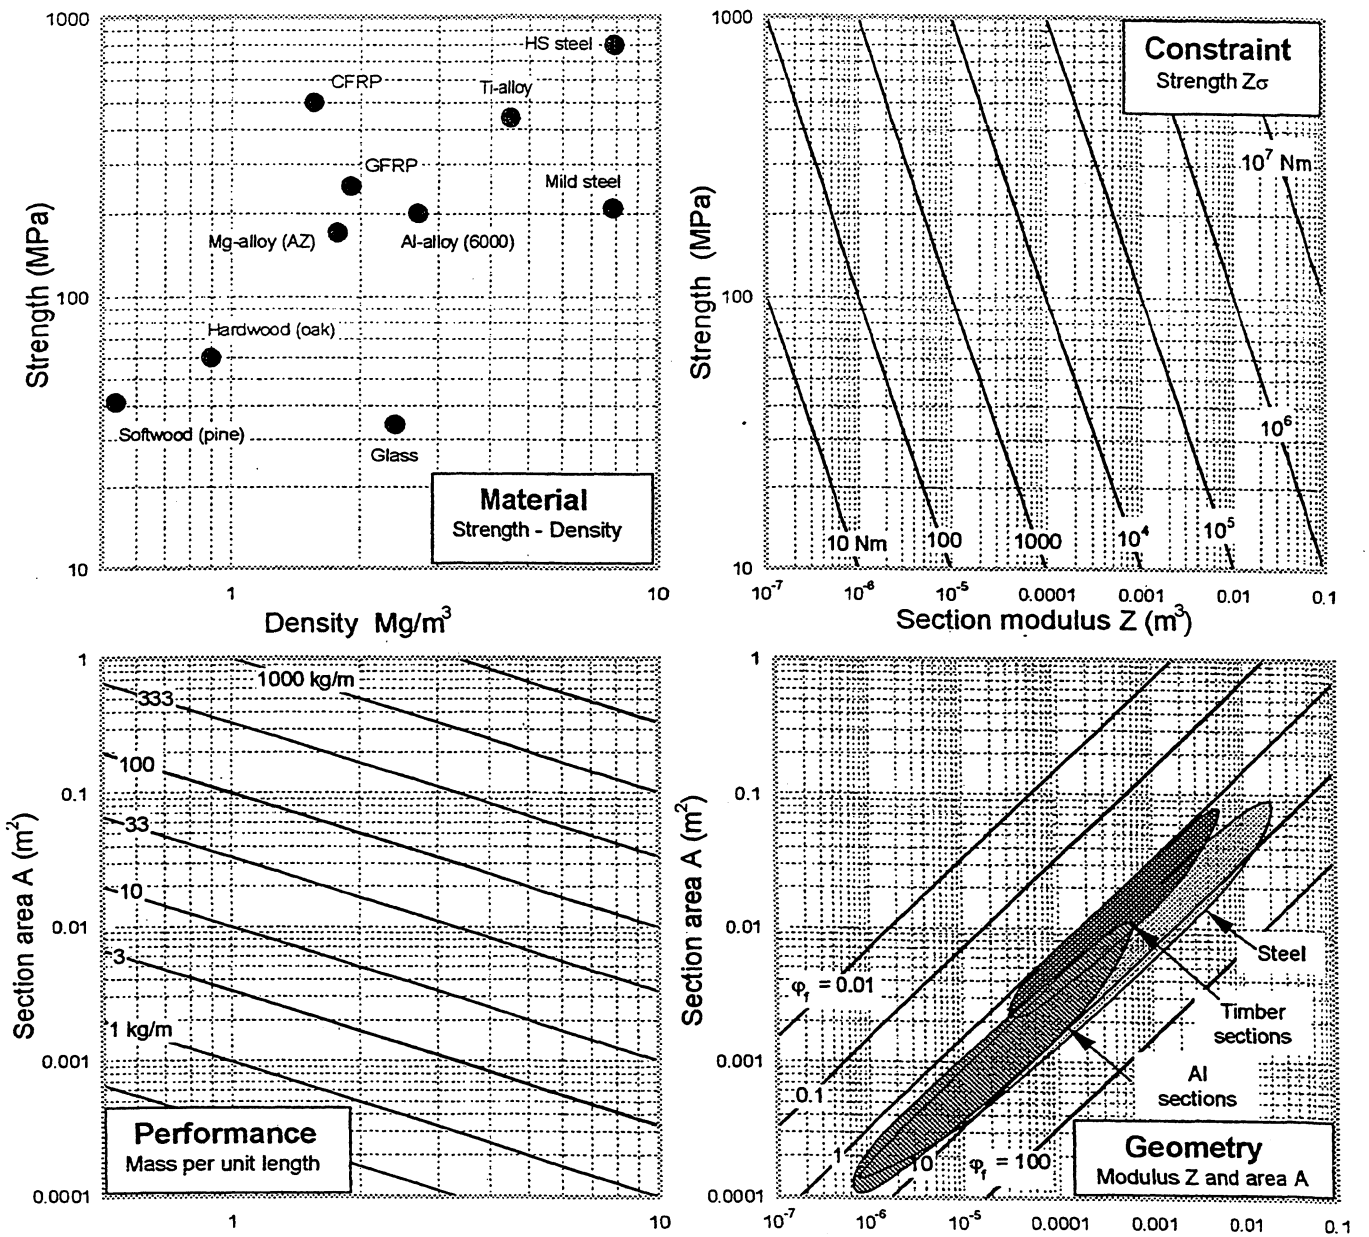 1000
HS steel
CFRP
Ti-alloy
GFRP
Mild steel
Mg-alloy (AZ)
Al-alloy (6000)
Strength (MPa)
100
Hardwood (oak)
Softwood (pine)
Glass
Material
Strength - Density
10
1
10
Density Mg/m³
1000
Constraint
Strength Zσ
10⁷ Nm
Strength (MPa)
100
10⁶
10 Nm
100
1000
10⁴
10⁵
10
10⁻⁷
10⁻⁶
10⁻⁵
0.0001
0.001
0.01
0.1
Section modulus Z (m³)
1
1000 kg/m
333
100
0.1
33
Section area A (m²)
10
0.01
3
1 kg/m
0.001
Performance
Mass per unit length
0.0001
1
10
1
0.1
Section area A (m²)
0.01
Steel
φf = 0.01
Timber
sections
0.001
Al
sections
0.1
1
10
φf = 100
Geometry
Modulus Z and area A
0.0001
10⁻⁷
10⁻⁶
10⁻⁵
0.0001
0.001
0.01
0.1